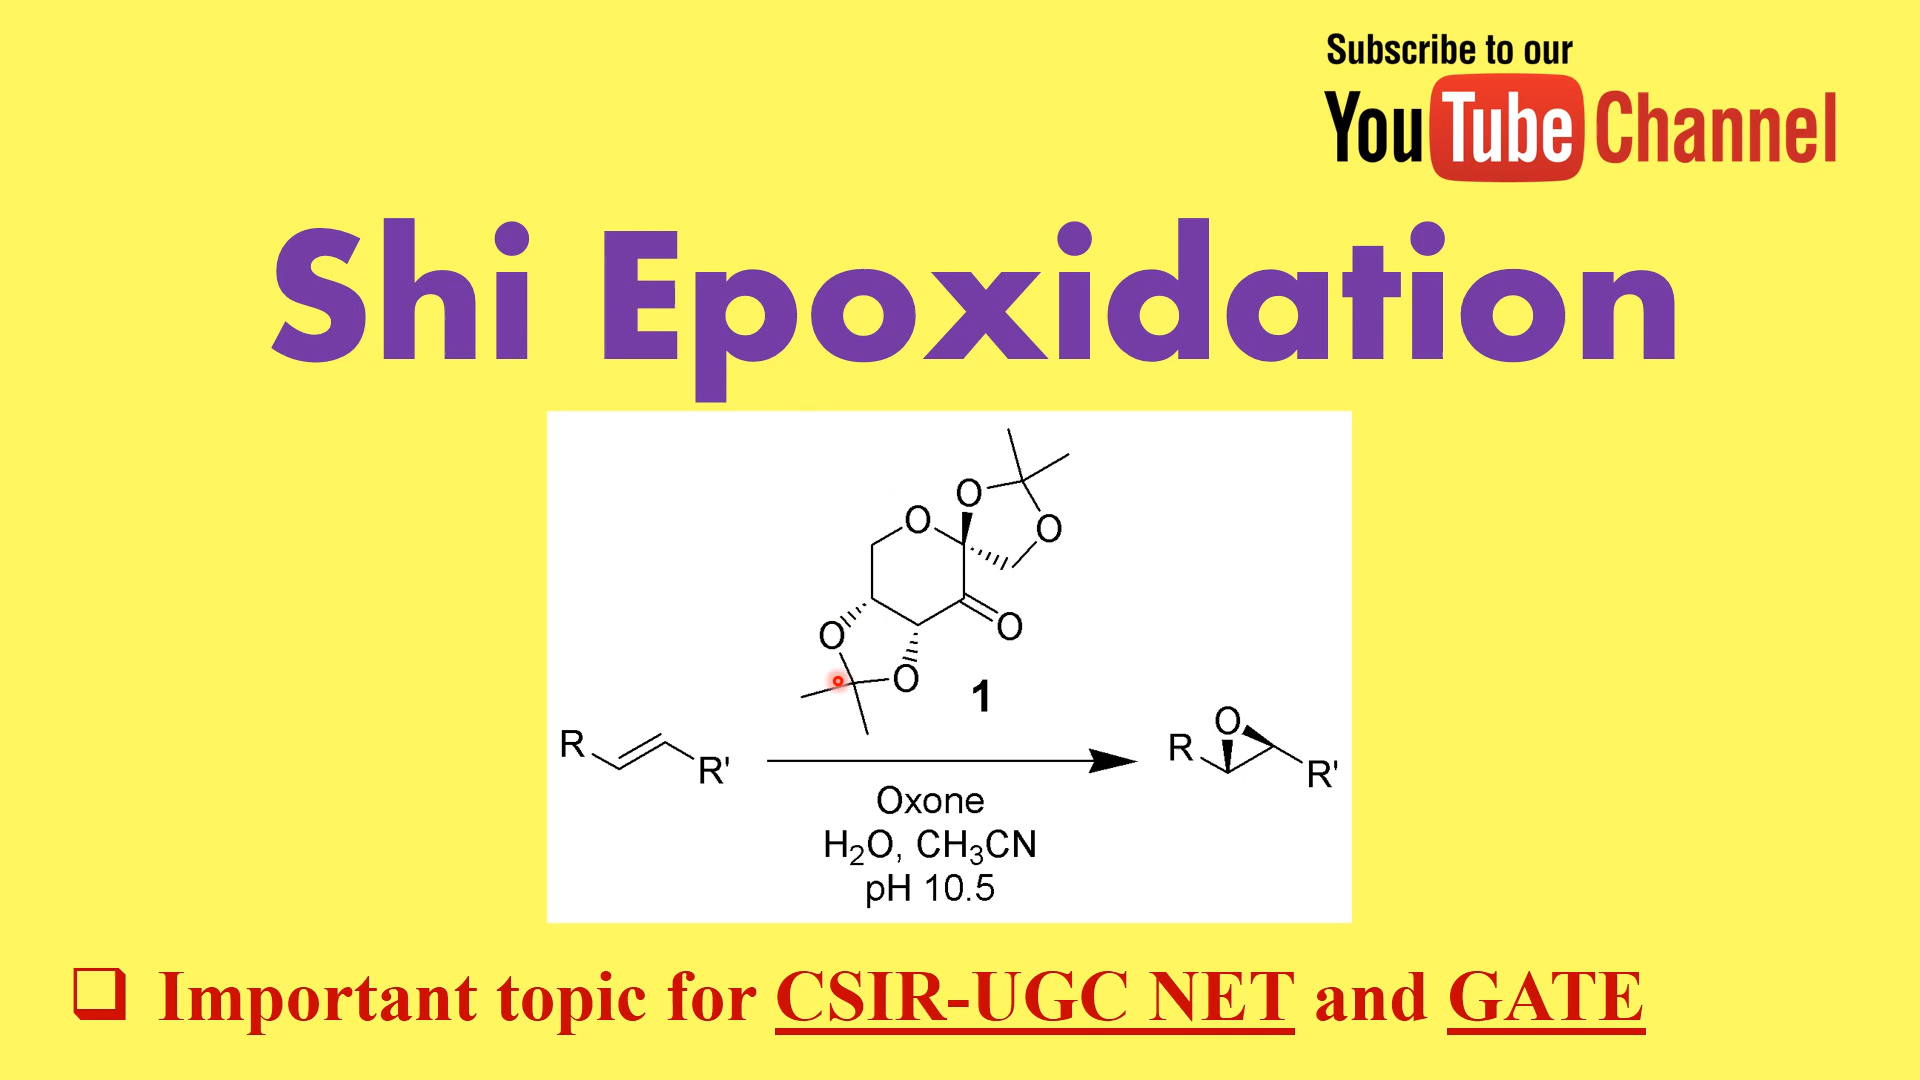 Subscribe to our
YouTube Channel
Shi Epoxidation
O
O
O
O
O
O
O
1
R
R'
O
R
R'
Oxone
H₂O, CH₃CN
pH 10.5
❑ Important topic for CSIR-UGC NET and GATE